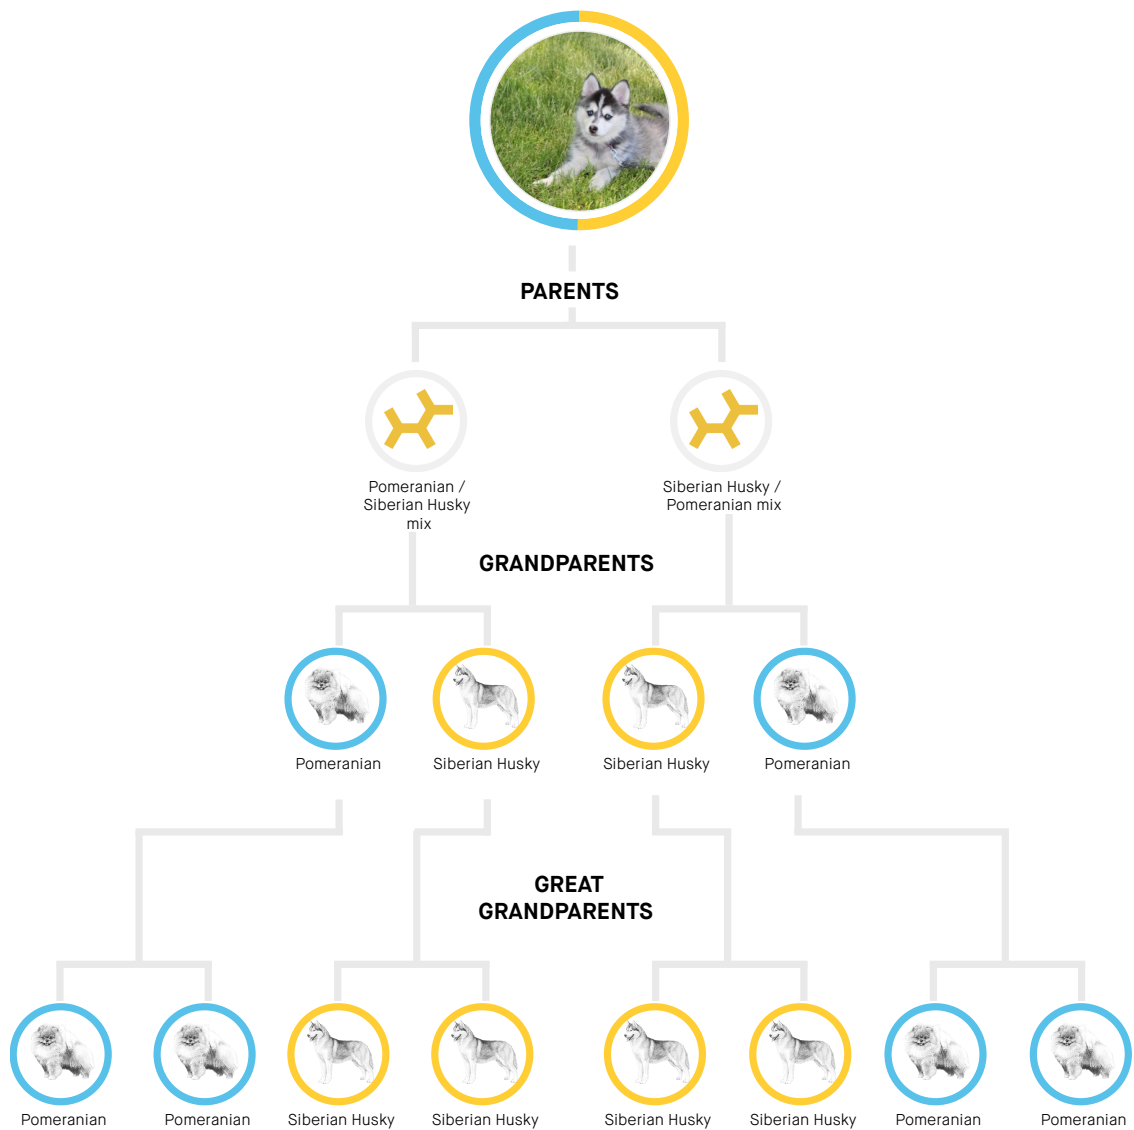 PARENTS
Pomeranian /
Siberian Husky
mix
Siberian Husky /
Pomeranian mix
GRANDPARENTS
Pomeranian
Siberian Husky
Siberian Husky
Pomeranian
GREAT
GRANDPARENTS
Pomeranian
Pomeranian
Siberian Husky
Siberian Husky
Siberian Husky
Siberian Husky
Pomeranian
Pomeranian